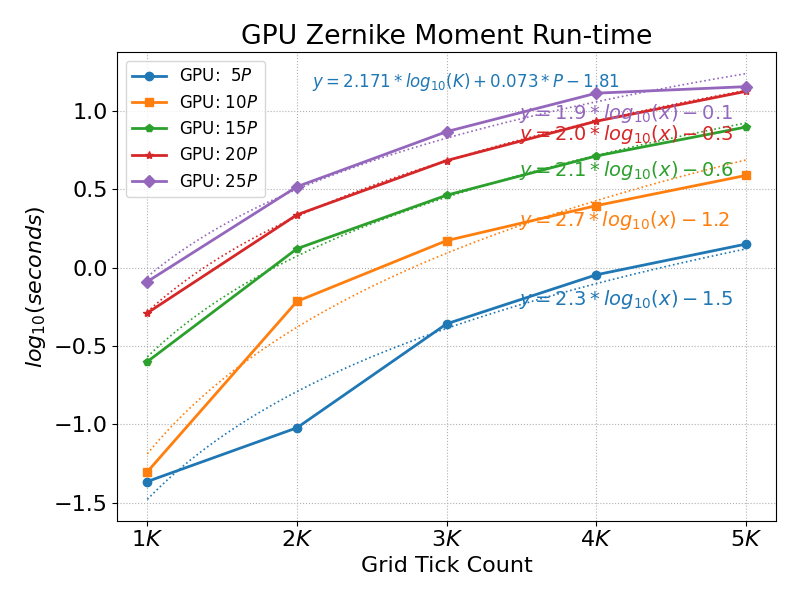 GPU Zernike Moment Run-time
GPU: 5P
GPU: 10P
GPU: 15P
GPU: 20P
GPU: 25P
y = 2.171 * log₁₀(K) + 0.073 * P − 1.81
y = 1.9 * log₁₀(x) − 0.1
y = 2.0 * log₁₀(x) − 0.3
y = 2.1 * log₁₀(x) − 0.6
y = 2.7 * log₁₀(x) − 1.2
y = 2.3 * log₁₀(x) − 1.5
log₁₀(seconds)
1.0
0.5
0.0
−0.5
−1.0
−1.5
1K 2K 3K 4K 5K
Grid Tick Count